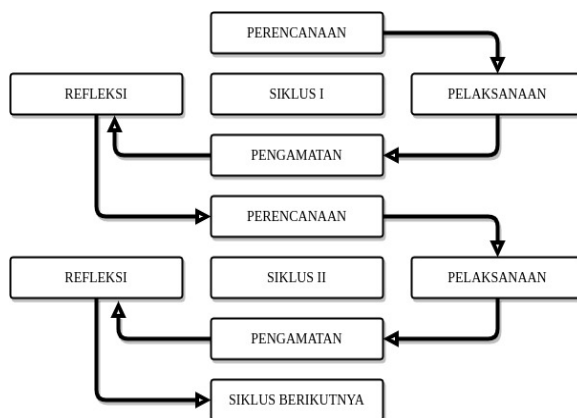 PERENCANAAN
REFLEKSI
SIKLUS I
PELAKSANAAN
PENGAMATAN
PERENCANAAN
REFLEKSI
SIKLUS II
PELAKSANAAN
PENGAMATAN
SIKLUS BERIKUTNYA